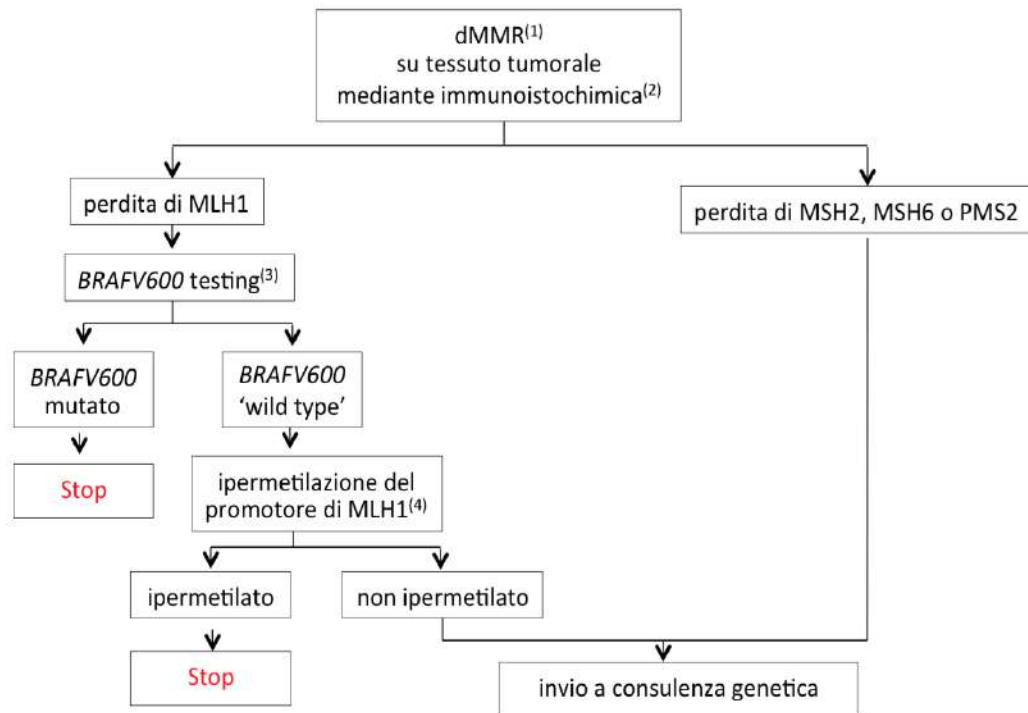 dMMR(1)
su tessuto tumorale
mediante immunoistochimica(2)
perdita di MLH1
perdita di MSH2, MSH6 o PMS2
BRAFV600 testing(3)
BRAFV600
mutato
BRAFV600
‘wild type’
Stop
ipermetilazione del
promotore di MLH1(4)
ipermetilato
non ipermetilato
Stop
invio a consulenza genetica